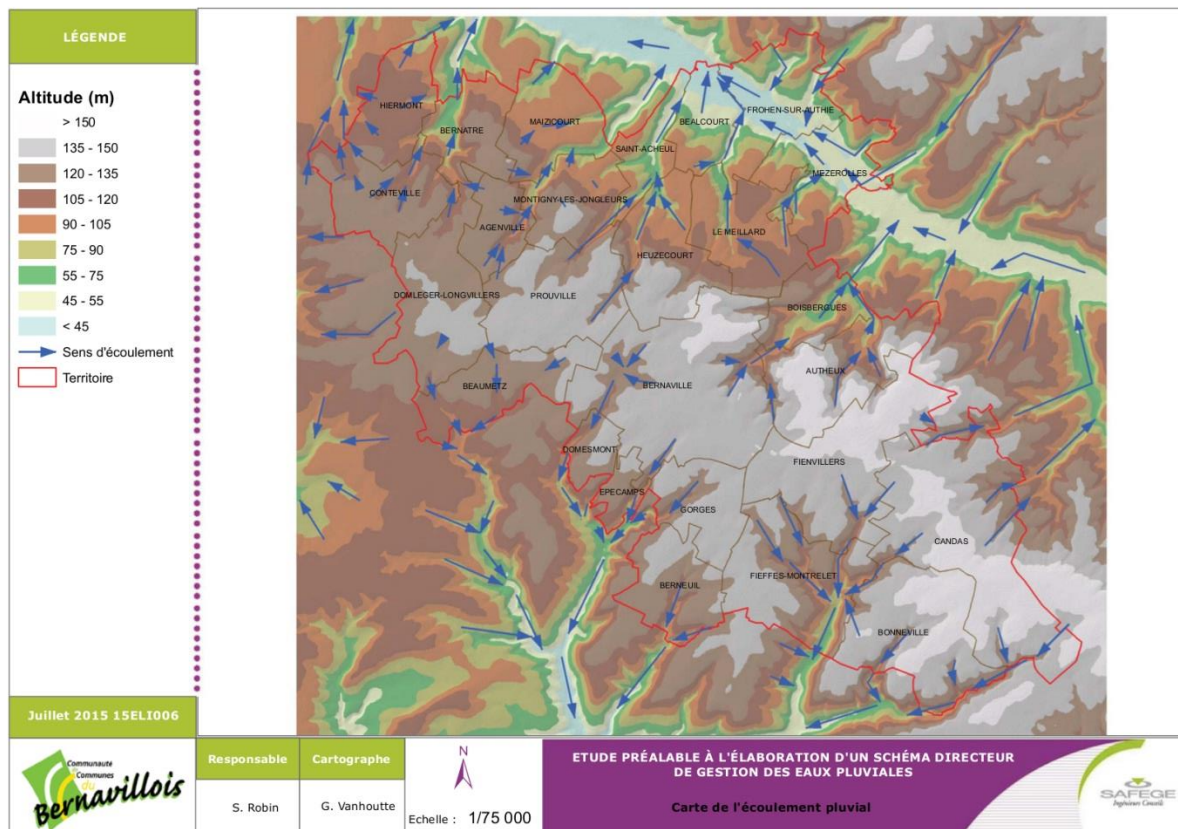 LÉGENDE
Altitude (m)
> 150
135 - 150
120 - 135
105 - 120
90 - 105
75 - 90
55 - 75
45 - 55
< 45
Sens d'écoulement
Territoire
HIERMONT
BERNATRE
MAIZICOURT
BEALCOURT
FROHEN-SUR-AUTHIE
SAINT-ACHEUL
MEZEROLLES
CONTEVILLE
MONTIGNY-LES-JONGLEURS
AGENVILLE
LE MEILLARD
HEUZECOURT
DOMLEGER-LONGVILLERS
PROUVILLE
BOISBERGUES
BEAUMETZ
BERNAVILLE
AUTHEUX
DOMESMONT
FIENVILLERS
EPECAMPS
GORGES
CANDAS
BERNEUIL
FIEFFES-MONTRELET
BONNEVILLE
Juillet 2015 15ELI006
Communauté
de Communes
du
Bernavillois
Responsable
Cartographe
S. Robin
G. Vanhoutte
N
Echelle : 1/75 000
ETUDE PRÉALABLE À L'ÉLABORATION D'UN SCHÉMA DIRECTEUR
DE GESTION DES EAUX PLUVIALES
Carte de l'écoulement pluvial
SAFEGE
Ingénieurs Conseils